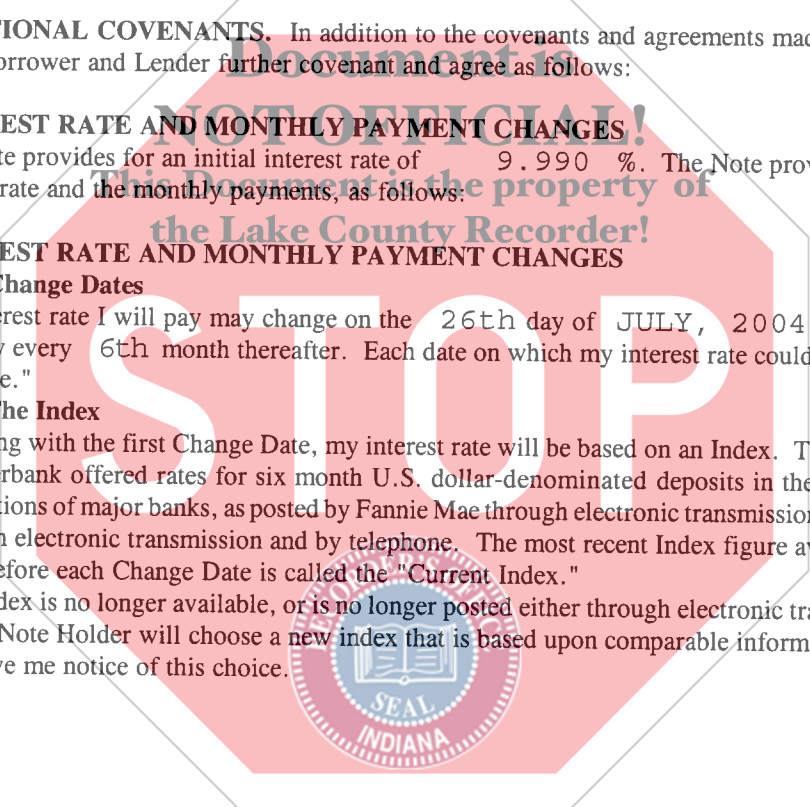 TIONAL COVENANTS. In addition to the covenants and agreements mad
orrower and Lender further covenant and agree as follows:
Document is
NOT OFFICIAL!
EST RATE AND MONTHLY PAYMENT CHANGES
te provides for an initial interest rate of 9.990 %. The Note prov
This Document is the property of
rate and the monthly payments, as follows:
the Lake County Recorder!
EST RATE AND MONTHLY PAYMENT CHANGES
Change Dates
erest rate I will pay may change on the 26th day of JULY, 2004
y every 6th month thereafter. Each date on which my interest rate could
e."
The Index
ng with the first Change Date, my interest rate will be based on an Index. T
rbank offered rates for six month U.S. dollar-denominated deposits in the
tions of major banks, as posted by Fannie Mae through electronic transmission
n electronic transmission and by telephone. The most recent Index figure av
efore each Change Date is called the "Current Index."
dex is no longer available, or is no longer posted either through electronic tra
Note Holder will choose a new index that is based upon comparable inform
ve me notice of this choice.
STOP
RECORDER'S OFFICE
SEAL
INDIANA